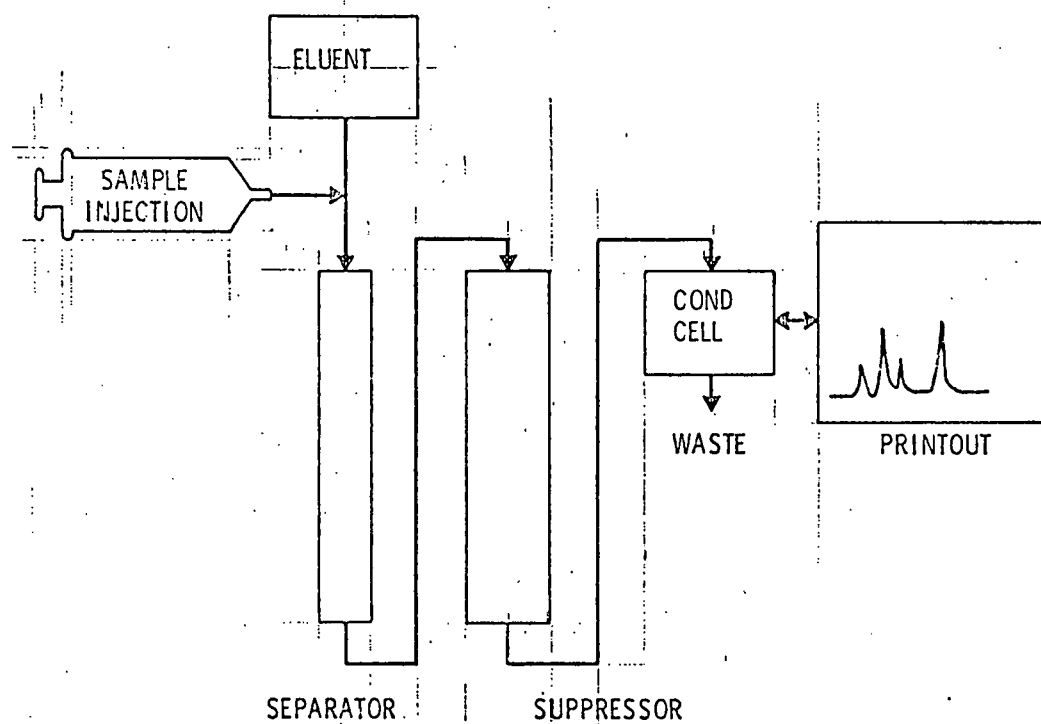 ELUENT
SAMPLE
INJECTION
COND
CELL
WASTE
PRINTOUT
SEPARATOR
SUPPRESSOR